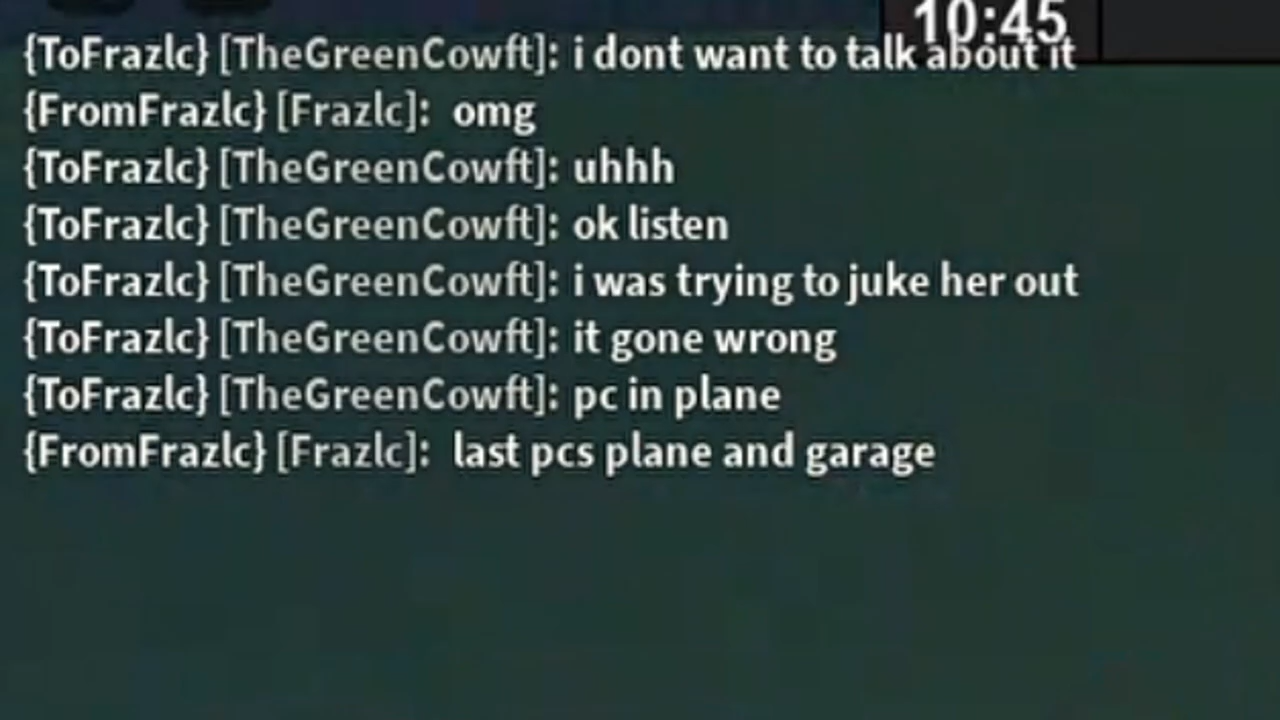 10:45
{ToFrazlc} [TheGreenCowft]: i dont want to talk about it
{FromFrazlc} [Frazlc]: omg
{ToFrazlc} [TheGreenCowft]: uhhh
{ToFrazlc} [TheGreenCowft]: ok listen
{ToFrazlc} [TheGreenCowft]: i was trying to juke her out
{ToFrazlc} [TheGreenCowft]: it gone wrong
{ToFrazlc} [TheGreenCowft]: pc in plane
{FromFrazlc} [Frazlc]: last pcs plane and garage